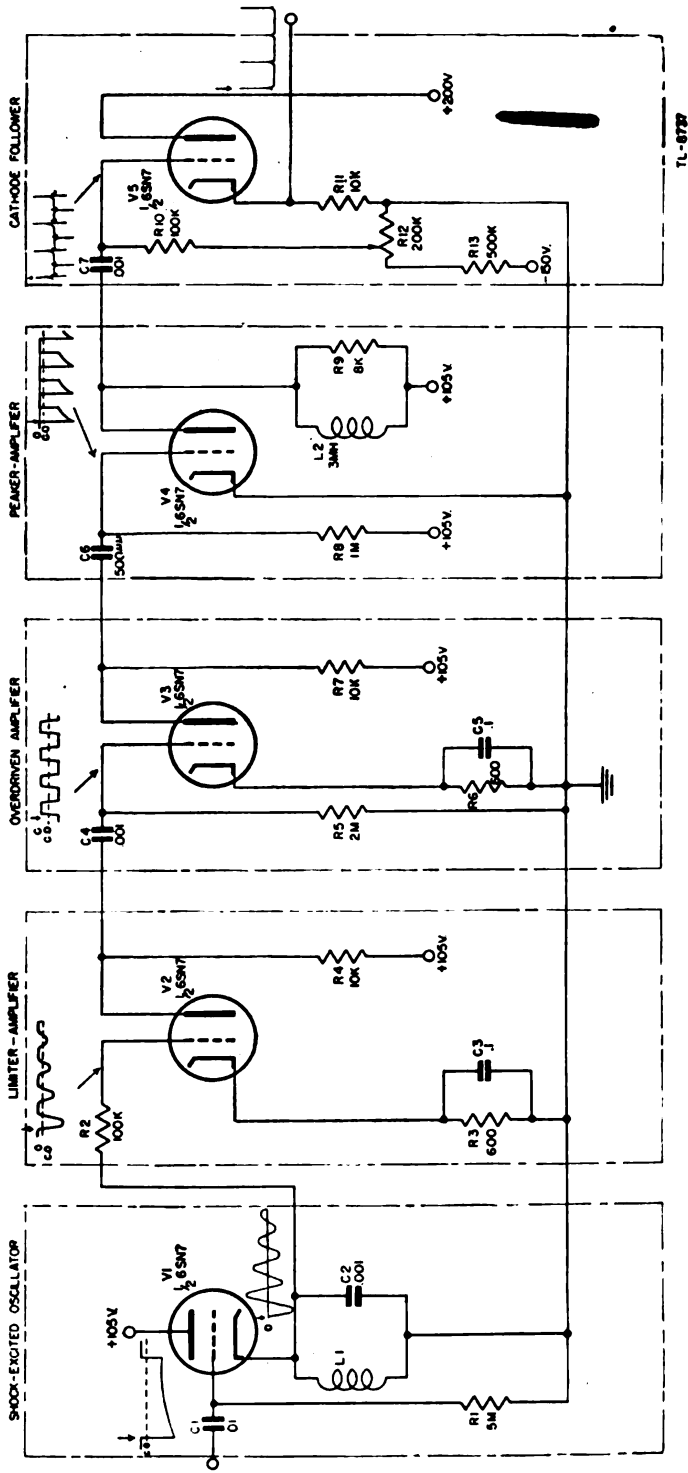 SHOCK-EXCITED OSCILLATOR
LIMITER-AMPLIFIER
OVERDRIVEN AMPLIFIER
PEAKER-AMPLIFIER
CATHODE FOLLOWER
+105V.
C.O.
V1
½ 6SN7
C1
.01
O
L1
C2
.001
R1
5M
O
C.O.
R2
100K
V2
½ 6SN7
R4
10K
+105V.
R3
600
C3
.1
C.O.
C4
.001
V3
½ 6SN7
R5
2M
R7
10K
+105V
R6
600
C5
.1
O
C.O.
C6
500µµ
V4
½ 6SN7
R8
1M
+105V.
L2
3MH
R9
8K
+105V.
C7
.001
R10
100K
V5
½ 6SN7
R11
10K
R12
200K
R13
500K
-150V.
+200V
TL-8737